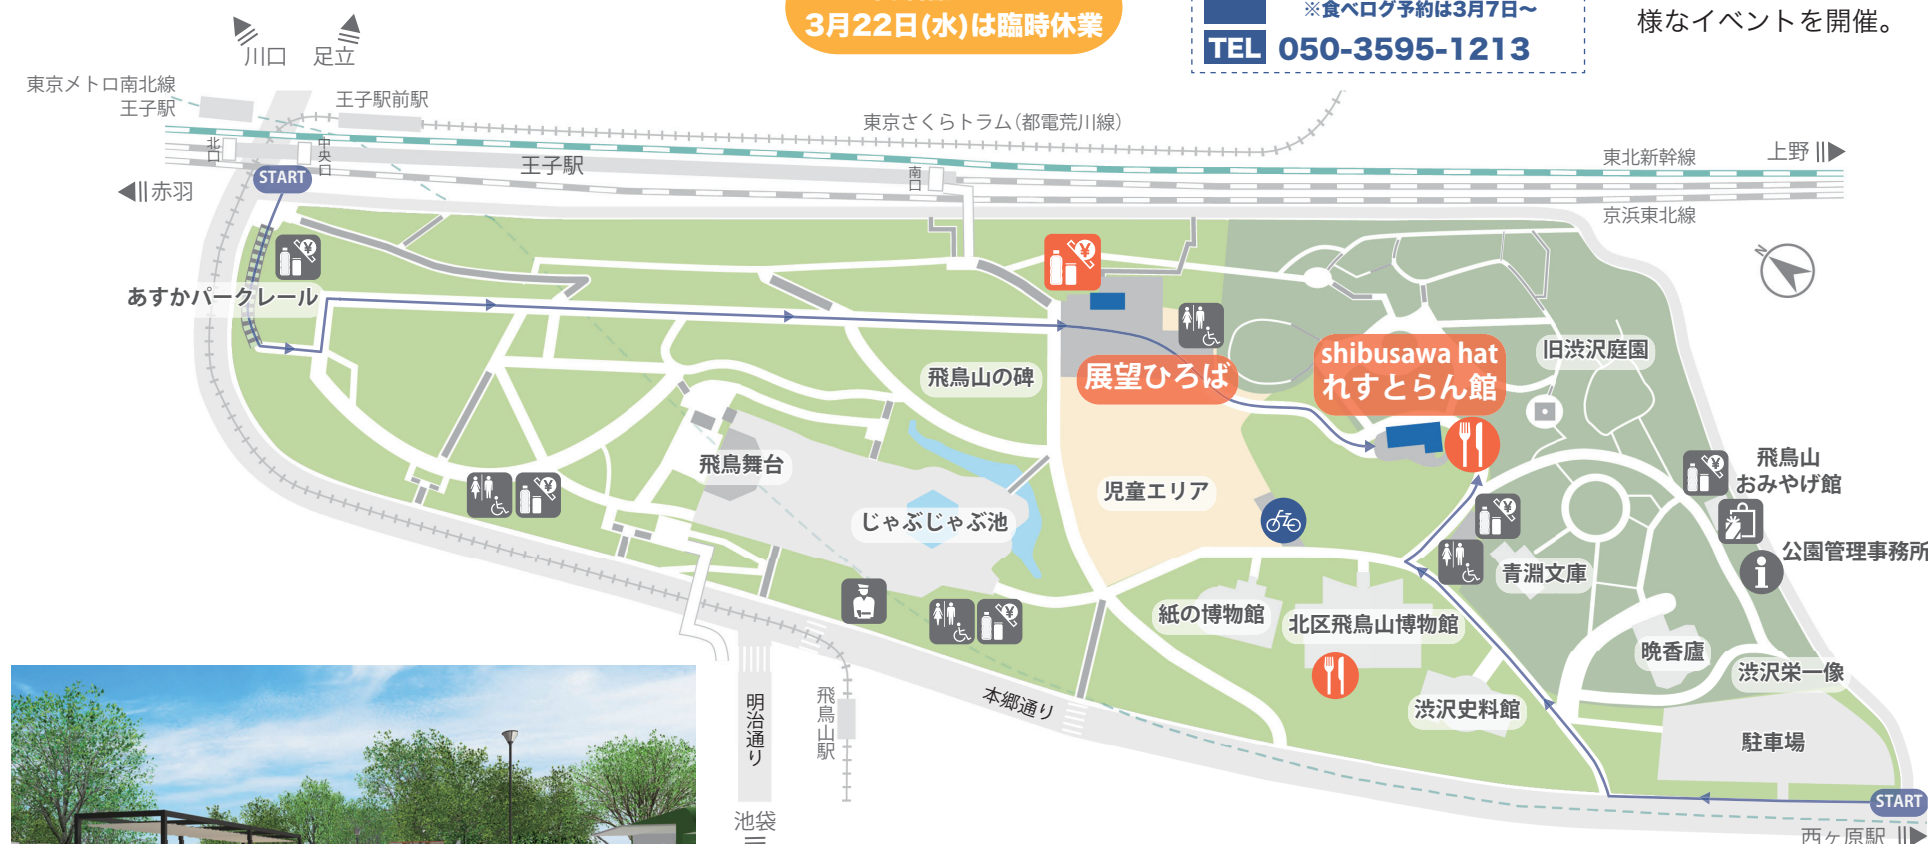 3月22日(水)は臨時休業
※食べログ予約は3月7日〜
TEL 050-3595-1213
様なイベントを開催。
川口
足立
東京メトロ南北線
王子駅
王子駅前駅
東京さくらトラム(都電荒川線)
北口
中央口
王子駅
南口
東北新幹線
上野
START
赤羽
京浜東北線
N
あすかパークレール
飛鳥山の碑
展望ひろば
shibusawa hat
れすとらん館
旧渋沢庭園
飛鳥舞台
じゃぶじゃぶ池
児童エリア
飛鳥山
おみやげ館
公園管理事務所
青淵文庫
紙の博物館
北区飛鳥山博物館
晩香廬
渋沢栄一像
渋沢史料館
駐車場
本郷通り
明治通り
飛鳥山駅
池袋
START
西ヶ原駅